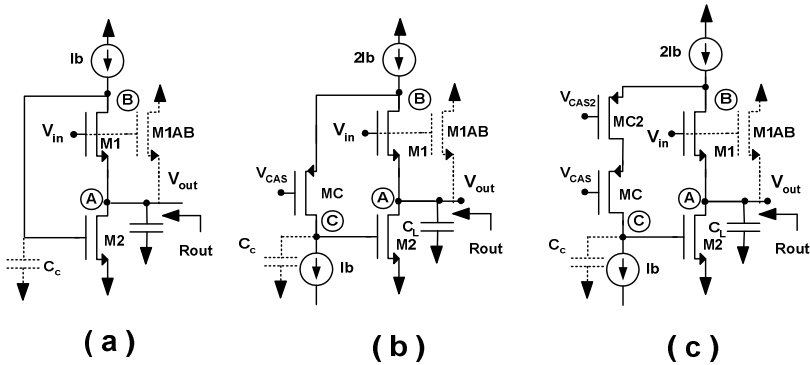 Ib
B
Vin
M1
M1AB
A
Vout
M2
Rout
Cc
(a)
2Ib
B
Vin
M1
M1AB
VCAS
MC
A
Vout
C
CL
Cc
M2
Rout
Ib
(b)
2Ib
VCAS2
MC2
B
Vin
M1
M1AB
VCAS
MC
A
Vout
C
CL
Cc
M2
Rout
Ib
(c)